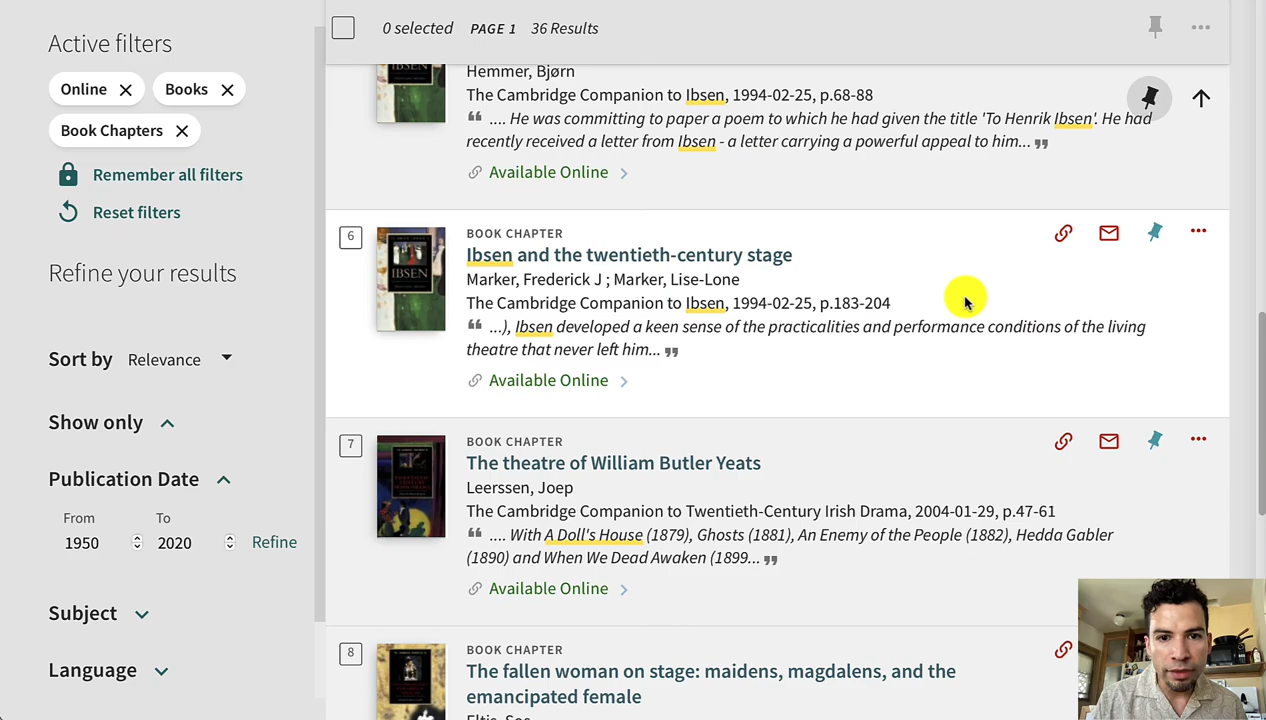 Active filters
Online
Books
Book Chapters
Remember all filters
Reset filters
Refine your results
Sort by Relevance
Show only
Publication Date
From To
1950 2020 Refine
Subject
Language
0 selected PAGE 1 36 Results
Hemmer, Bjørn
The Cambridge Companion to Ibsen, 1994-02-25, p.68-88
“ .... He was committing to paper a poem to which he had given the title 'To Henrik Ibsen'. He had
recently received a letter from Ibsen - a letter carrying a powerful appeal to him... ”
Available Online
6
IBSEN
BOOK CHAPTER
Ibsen and the twentieth-century stage
Marker, Frederick J ; Marker, Lise-Lone
The Cambridge Companion to Ibsen, 1994-02-25, p.183-204
“ ...), Ibsen developed a keen sense of the practicalities and performance conditions of the living
theatre that never left him... ”
Available Online
7
BOOK CHAPTER
The theatre of William Butler Yeats
Leerssen, Joep
The Cambridge Companion to Twentieth-Century Irish Drama, 2004-01-29, p.47-61
“ .... With A Doll's House (1879), Ghosts (1881), An Enemy of the People (1882), Hedda Gabler
(1890) and When We Dead Awaken (1899... ”
Available Online
8
BOOK CHAPTER
The fallen woman on stage: maidens, magdalens, and the
emancipated female